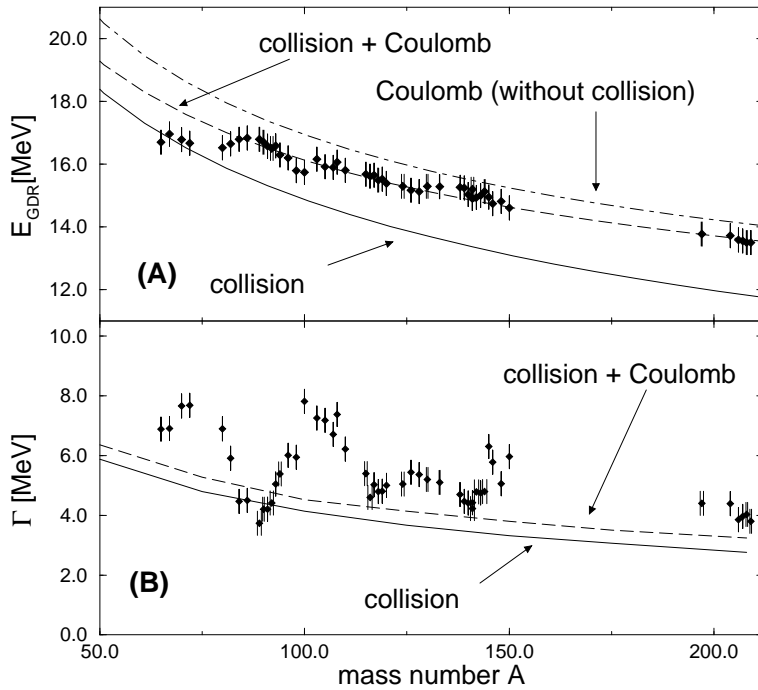 20.0
18.0
16.0
14.0
12.0
E_GDR[MeV]
collision + Coulomb
Coulomb (without collision)
(A)
collision
10.0
8.0
6.0
4.0
2.0
0.0
Γ [MeV]
collision + Coulomb
(B)
collision
50.0 100.0 150.0 200.0
mass number A